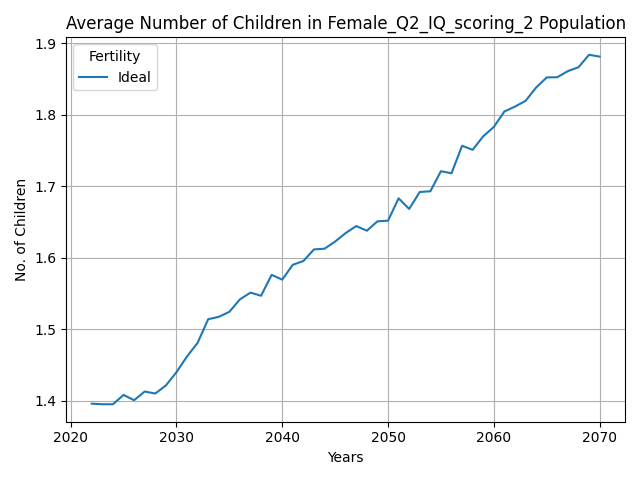 Average Number of Children in Female_Q2_IQ_scoring_2 Population
Fertility
Ideal
No. of Children
1.9
1.8
1.7
1.6
1.5
1.4
2020 2030 2040 2050 2060 2070
Years